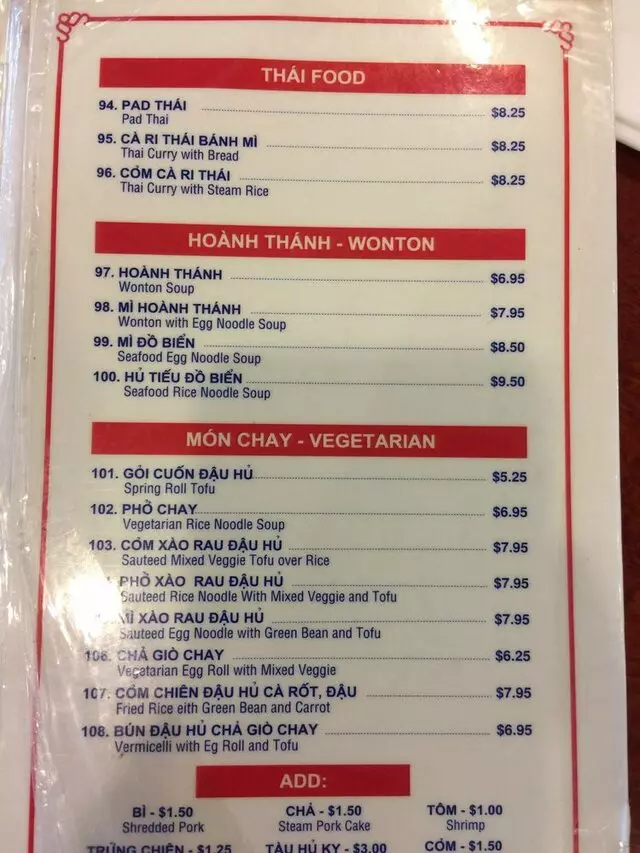 THÁI FOOD
94. PAD THÁI $8.25
Pad Thai
95. CÀ RI THÁI BÁNH MÌ $8.25
Thai Curry with Bread
96. CỚM CÀ RI THÁI $8.25
Thai Curry with Steam Rice
HOÀNH THÁNH - WONTON
97. HOÀNH THÁNH $6.95
Wonton Soup
98. MÌ HOÀNH THÁNH $7.95
Wonton with Egg Noodle Soup
99. MÌ ĐỒ BIỂN $8.50
Seafood Egg Noodle Soup
100. HỦ TIẾU ĐỒ BIỂN $9.50
Seafood Rice Noodle Soup
MÓN CHAY - VEGETARIAN
101. GỎI CUỐN ĐẬU HỦ $5.25
Spring Roll Tofu
102. PHỞ CHAY $6.95
Vegetarian Rice Noodle Soup
103. CỚM XÀO RAU ĐẬU HỦ $7.95
Sauteed Mixed Veggie Tofu over Rice
PHỞ XÀO RAU ĐẬU HỦ $7.95
Sauteed Rice Noodle With Mixed Veggie and Tofu
MÌ XÀO RAU ĐẬU HỦ $7.95
Sauteed Egg Noodle with Green Bean and Tofu
106. CHẢ GIÒ CHAY $6.25
Vegetarian Egg Roll with Mixed Veggie
107. CỚM CHIÊN ĐẬU HỦ CÀ RỐT, ĐẬU $7.95
Fried Rice eith Green Bean and Carrot
108. BÚN ĐẬU HỦ CHẢ GIÒ CHAY $6.95
Vermicelli with Eg Roll and Tofu
ADD:
BÌ - $1.50 CHẢ - $1.50 TÔM - $1.00
Shredded Pork Steam Pork Cake Shrimp
TRỨNG CHIÊN - $1.25 TÀU HỦ KY - $3.00 CỚM - $1.50